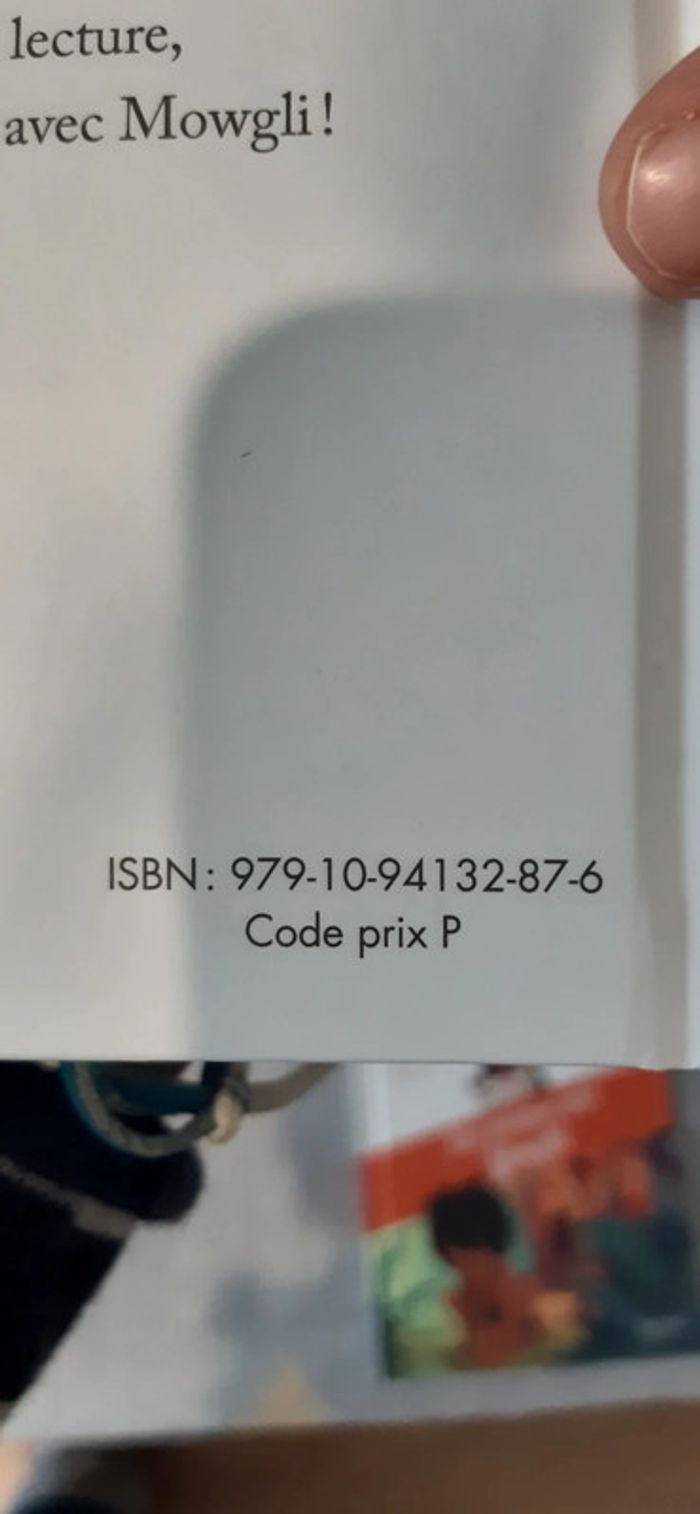 lecture,
avec Mowgli !
ISBN : 979-10-94132-87-6
Code prix P